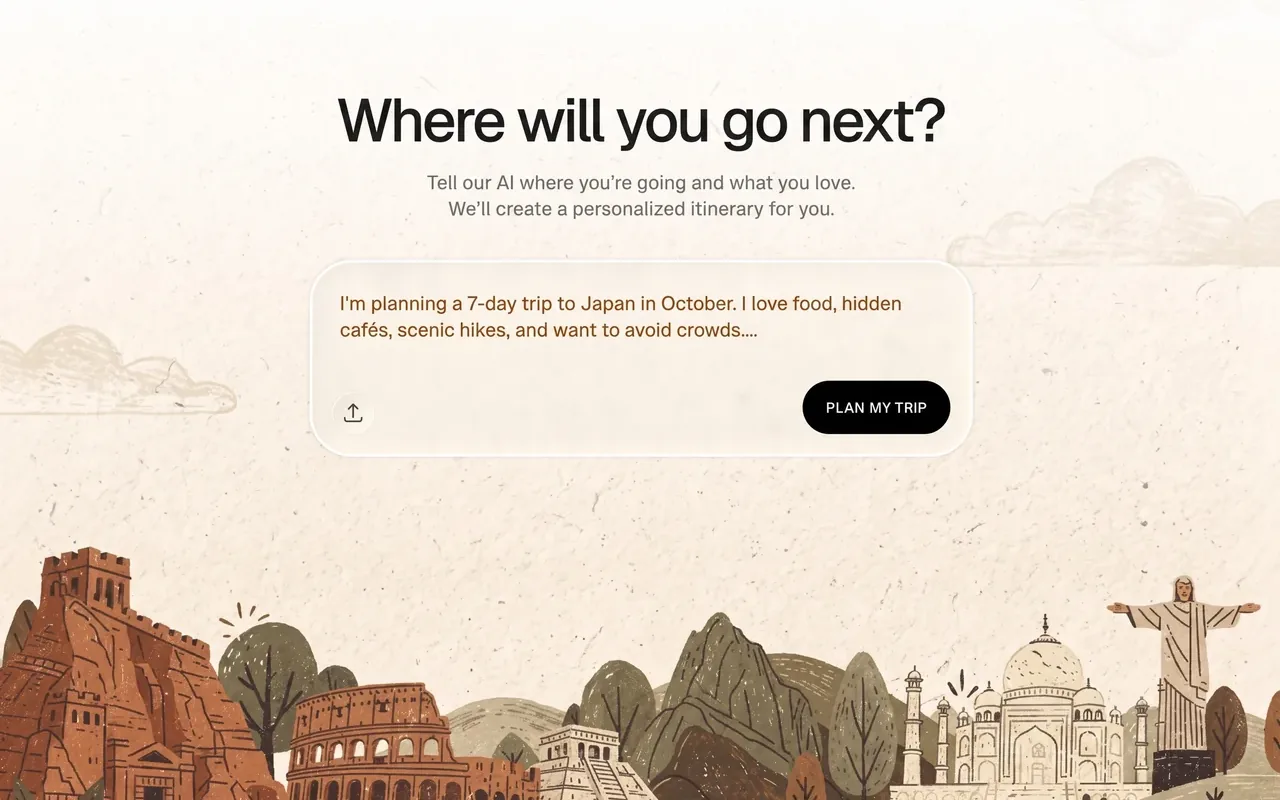 Where will you go next?
Tell our AI where you’re going and what you love.
We’ll create a personalized itinerary for you.
I'm planning a 7-day trip to Japan in October. I love food, hidden
cafés, scenic hikes, and want to avoid crowds....
PLAN MY TRIP